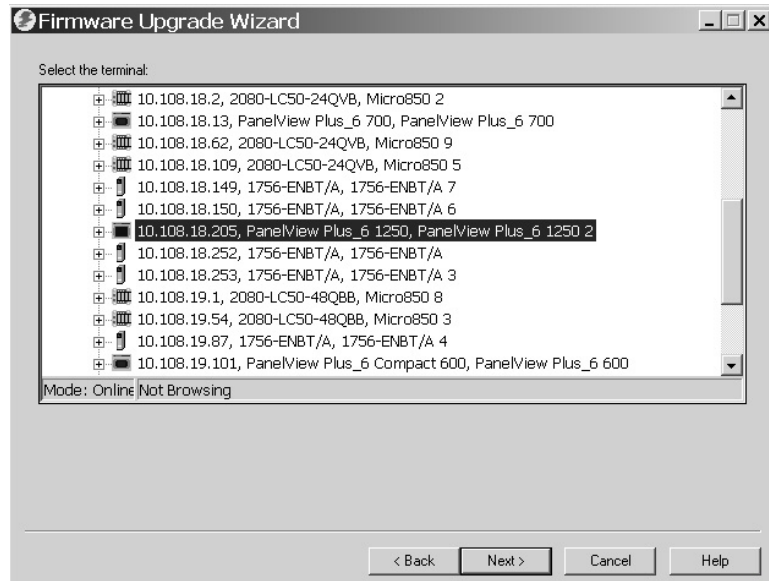 Firmware Upgrade Wizard
Select the terminal:
10.108.18.2, 2080-LC50-24QVB, Micro850 2
10.108.18.13, PanelView Plus_6 700, PanelView Plus_6 700
10.108.18.62, 2080-LC50-24QVB, Micro850 9
10.108.18.109, 2080-LC50-24QVB, Micro850 5
10.108.18.149, 1756-ENBT/A, 1756-ENBT/A 7
10.108.18.150, 1756-ENBT/A, 1756-ENBT/A 6
10.108.18.205, PanelView Plus_6 1250, PanelView Plus_6 1250 2
10.108.18.252, 1756-ENBT/A, 1756-ENBT/A
10.108.18.253, 1756-ENBT/A, 1756-ENBT/A 3
10.108.19.1, 2080-LC50-48QBB, Micro850 8
10.108.19.54, 2080-LC50-48QBB, Micro850 3
10.108.19.87, 1756-ENBT/A, 1756-ENBT/A 4
10.108.19.101, PanelView Plus_6 Compact 600, PanelView Plus_6 600
Mode: Online Not Browsing
< Back Next > Cancel Help